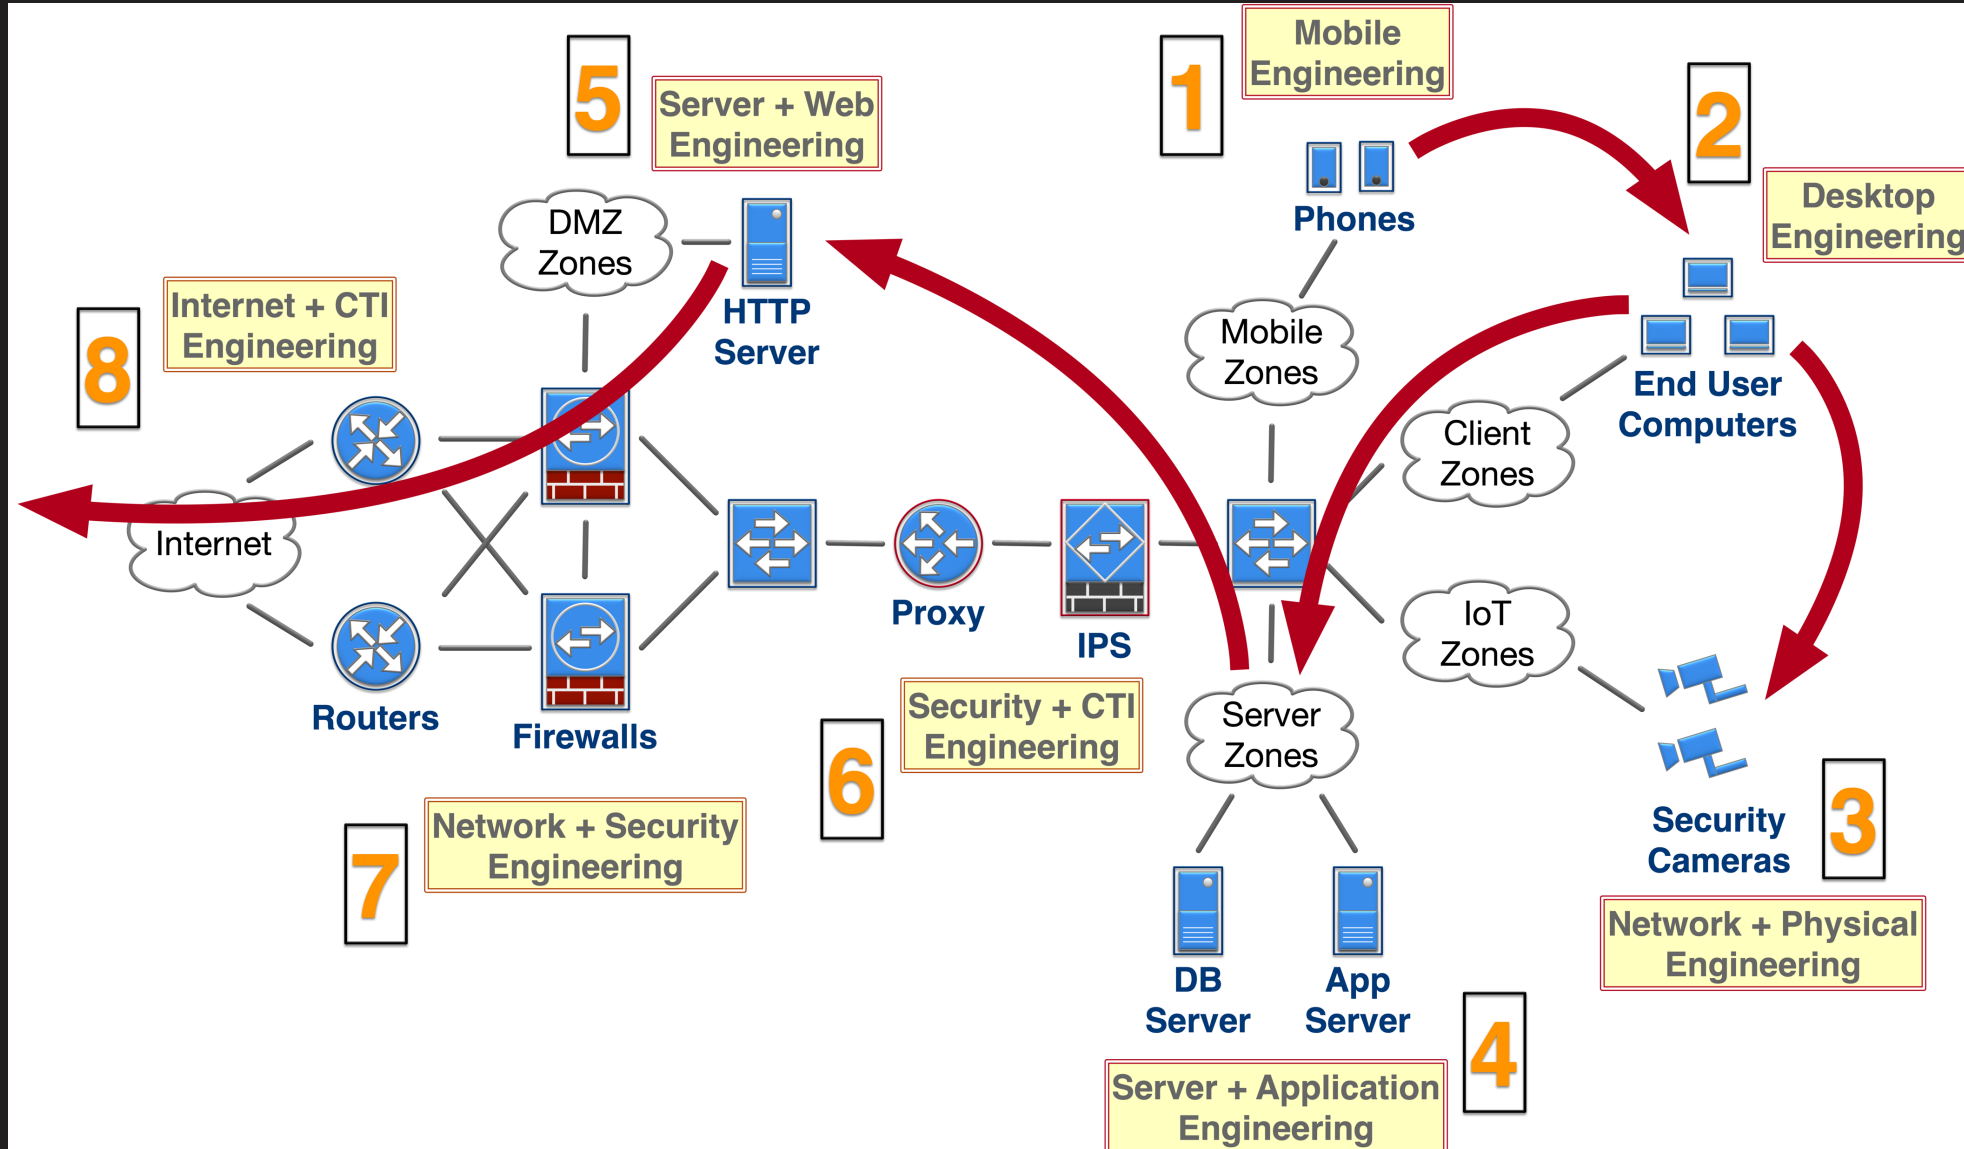 5
Server + Web
Engineering
1
Mobile
Engineering
2
Desktop
Engineering
Phones
DMZ
Zones
HTTP
Server
8
Internet + CTI
Engineering
Mobile
Zones
End User
Computers
Client
Zones
Internet
Routers
Firewalls
Proxy
IPS
IoT
Zones
Server
Zones
6
Security + CTI
Engineering
7
Network + Security
Engineering
Security
Cameras
3
Network + Physical
Engineering
DB
Server
App
Server
4
Server + Application
Engineering